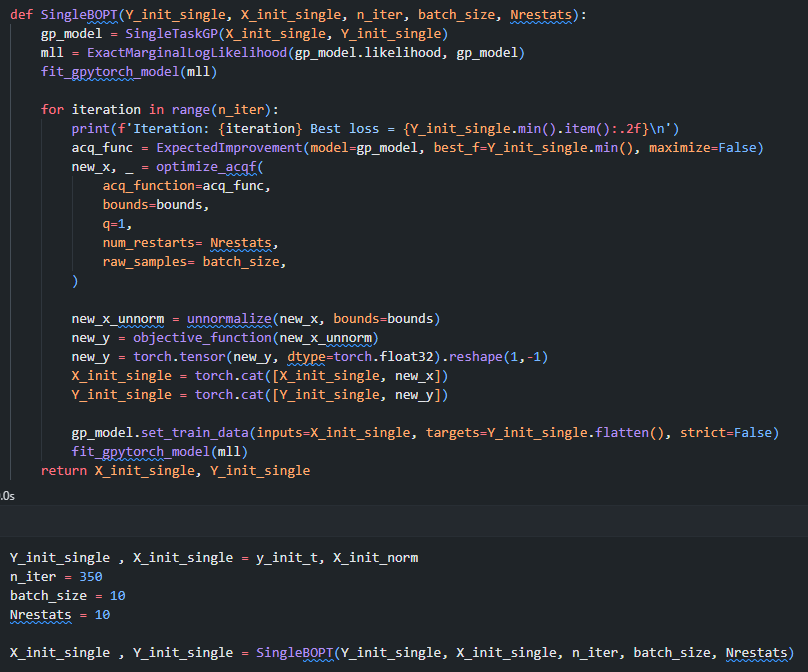 def SingleBOPT(Y_init_single, X_init_single, n_iter, batch_size, Nrestats):
    gp_model = SingleTaskGP(X_init_single, Y_init_single)
    mll = ExactMarginalLogLikelihood(gp_model.likelihood, gp_model)
    fit_gpytorch_model(mll)

    for iteration in range(n_iter):
        print(f'Iteration: {iteration} Best loss = {Y_init_single.min().item():.2f}\n')
        acq_func = ExpectedImprovement(model=gp_model, best_f=Y_init_single.min(), maximize=False)
        new_x, _ = optimize_acqf(
            acq_function=acq_func,
            bounds=bounds,
            q=1,
            num_restarts= Nrestats,
            raw_samples= batch_size,
        )

        new_x_unnorm = unnormalize(new_x, bounds=bounds)
        new_y = objective_function(new_x_unnorm)
        new_y = torch.tensor(new_y, dtype=torch.float32).reshape(1,-1)
        X_init_single = torch.cat([X_init_single, new_x])
        Y_init_single = torch.cat([Y_init_single, new_y])

        gp_model.set_train_data(inputs=X_init_single, targets=Y_init_single.flatten(), strict=False)
        fit_gpytorch_model(mll)
    return X_init_single, Y_init_single
.0s
Y_init_single , X_init_single = y_init_t, X_init_norm
n_iter = 350
batch_size = 10
Nrestats = 10

X_init_single , Y_init_single = SingleBOPT(Y_init_single, X_init_single, n_iter, batch_size, Nrestats)